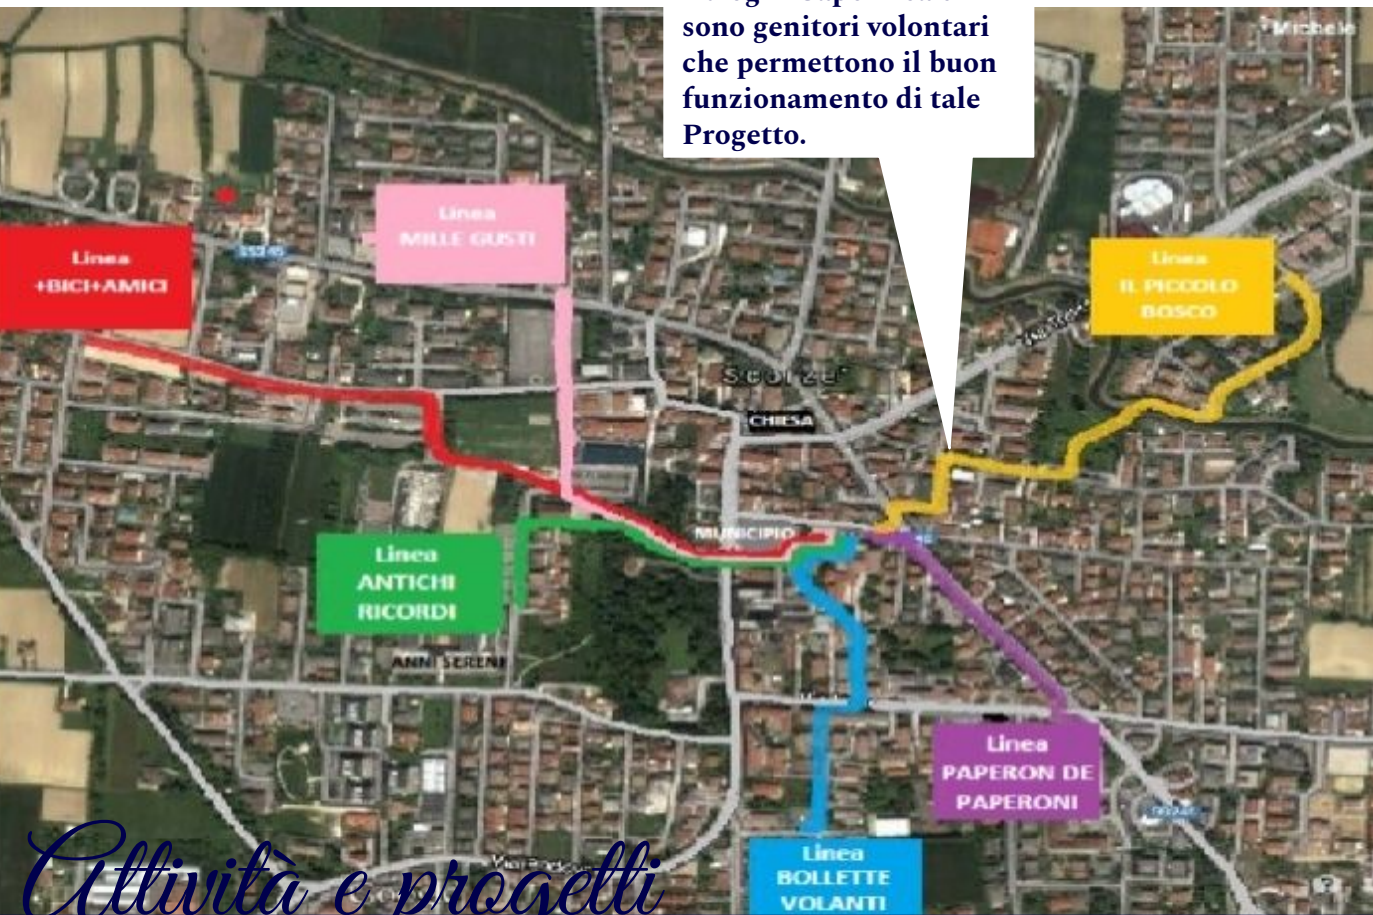 sono genitori volontari
che permettono il buon
funzionamento di tale
Progetto.
Michele
Linea
MILLE GUSTI
Linea
+BICI+AMICI
SS245
Linea
IL PICCOLO
BOSCO
Scorzè
CHIESA
MUNICIPIO
Linea
ANTICHI
RICORDI
ANNI SERENI
Linea
PAPERON DE
PAPERONI
Linea
BOLLETTE
VOLANTI
Attività e progetti